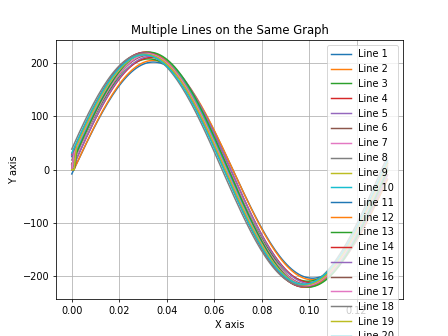 Multiple Lines on the Same Graph
200
100
0
−100
−200
Y axis
0.00
0.02
0.04
0.06
0.08
0.10
X axis
Line 1
Line 2
Line 3
Line 4
Line 5
Line 6
Line 7
Line 8
Line 9
Line 10
Line 11
Line 12
Line 13
Line 14
Line 15
Line 16
Line 17
Line 18
Line 19
Line 20